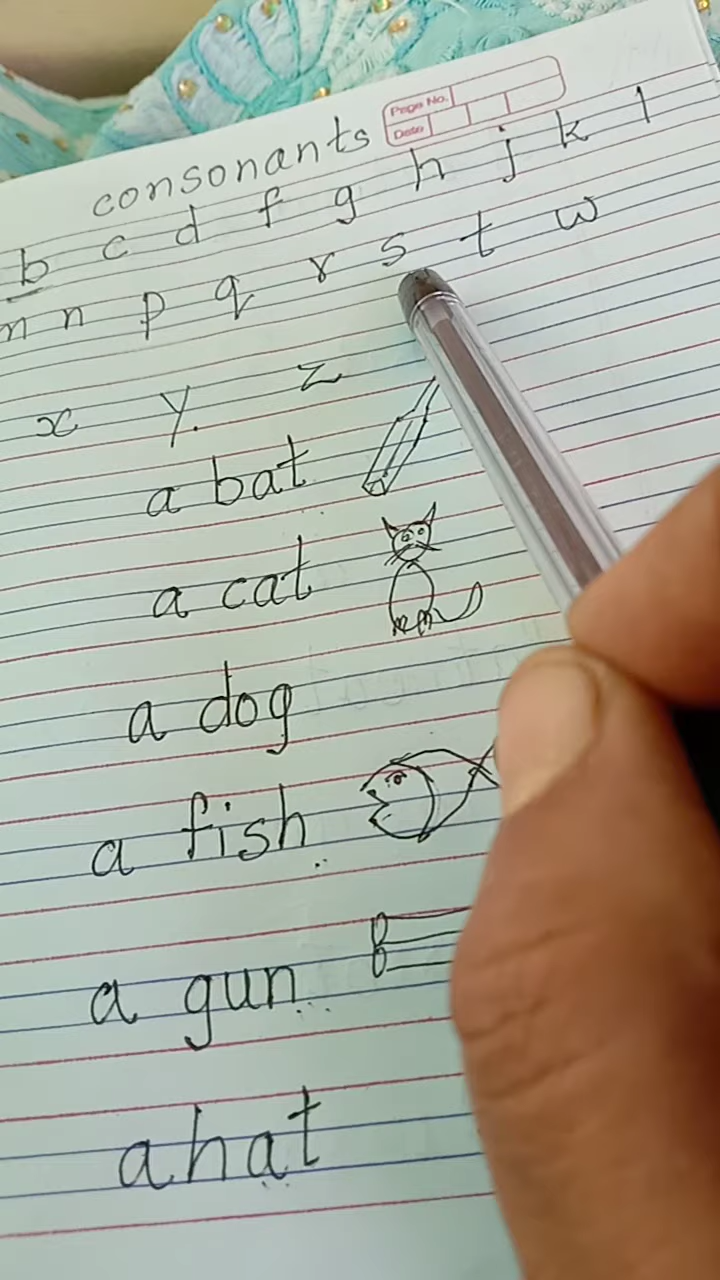 Page No.
Date
consonants
b c d f g h j k l
m n p q r s t w
x y z
a bat
a cat
a dog
a fish
a gun
a hat